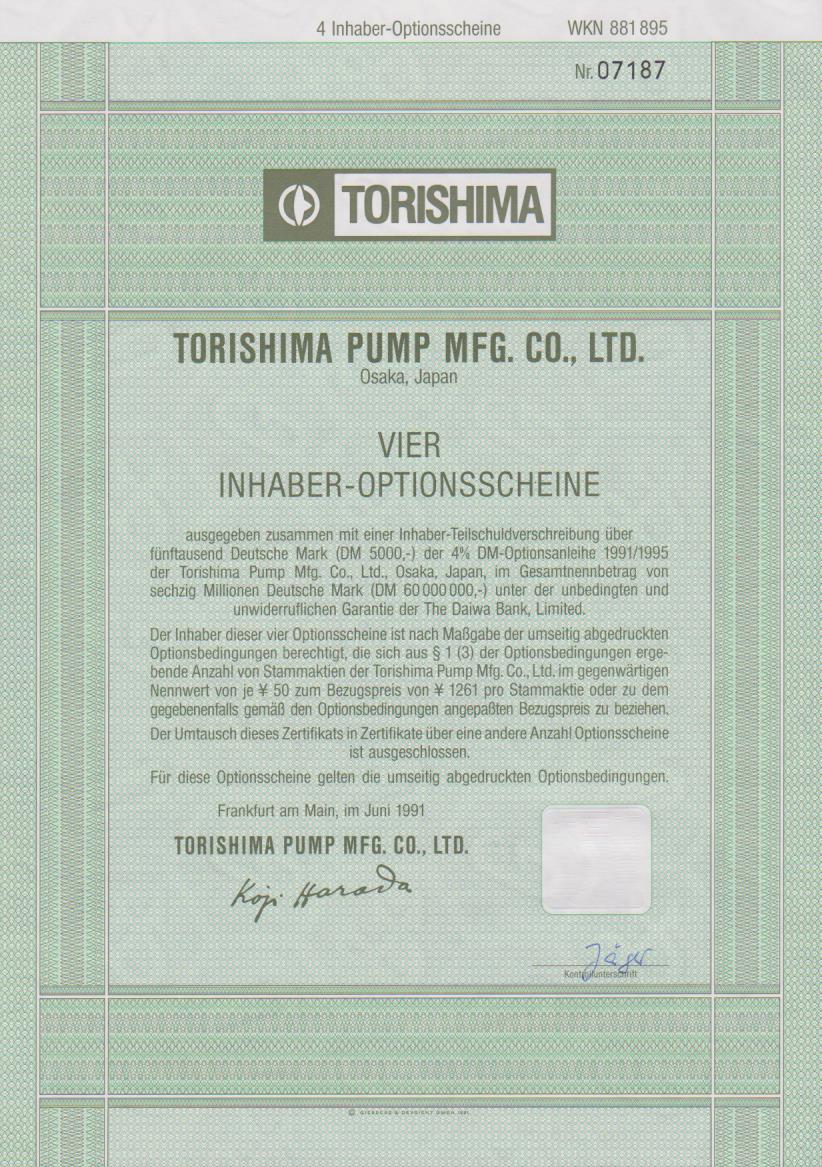 4 Inhaber-Optionsscheine WKN 881 895
Nr. 07187
TORISHIMA
TORISHIMA PUMP MFG. CO., LTD.
Osaka, Japan
VIER
INHABER-OPTIONSSCHEINE
ausgegeben zusammen mit einer Inhaber-Teilschuldverschreibung über
fünftausend Deutsche Mark (DM 5000,-) der 4% DM-Optionsanleihe 1991/1995
der Torishima Pump Mfg. Co., Ltd., Osaka, Japan, im Gesamtnennbetrag von
sechzig Millionen Deutsche Mark (DM 60 000 000,-) unter der unbedingten und
unwiderruflichen Garantie der The Daiwa Bank, Limited.
Der Inhaber dieser vier Optionsscheine ist nach Maßgabe der umseitig abgedruckten
Optionsbedingungen berechtigt, die sich aus § 1 (3) der Optionsbedingungen erge-
bende Anzahl von Stammaktien der Torishima Pump Mfg. Co., Ltd. im gegenwärtigen
Nennwert von je ¥ 50 zum Bezugspreis von ¥ 1261 pro Stammaktie oder zu dem
gegebenenfalls gemäß den Optionsbedingungen angepaßten Bezugspreis zu beziehen.
Der Umtausch dieses Zertifikats in Zertifikate über eine andere Anzahl Optionsscheine
ist ausgeschlossen.
Für diese Optionsscheine gelten die umseitig abgedruckten Optionsbedingungen.
Frankfurt am Main, im Juni 1991
TORISHIMA PUMP MFG. CO., LTD.
Koji Harada
Jäger
Kontrollunterschrift
© GIESECKE & DEVRIENT GMBH 1991